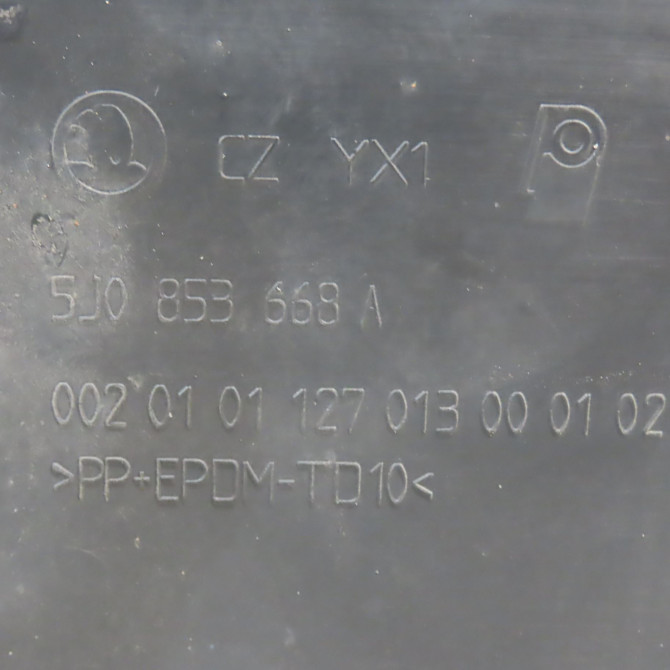 CZ YX1
5J0 853 668 A
002 01 01 127 013 00 01 02
>PP+EPDM-TD10<